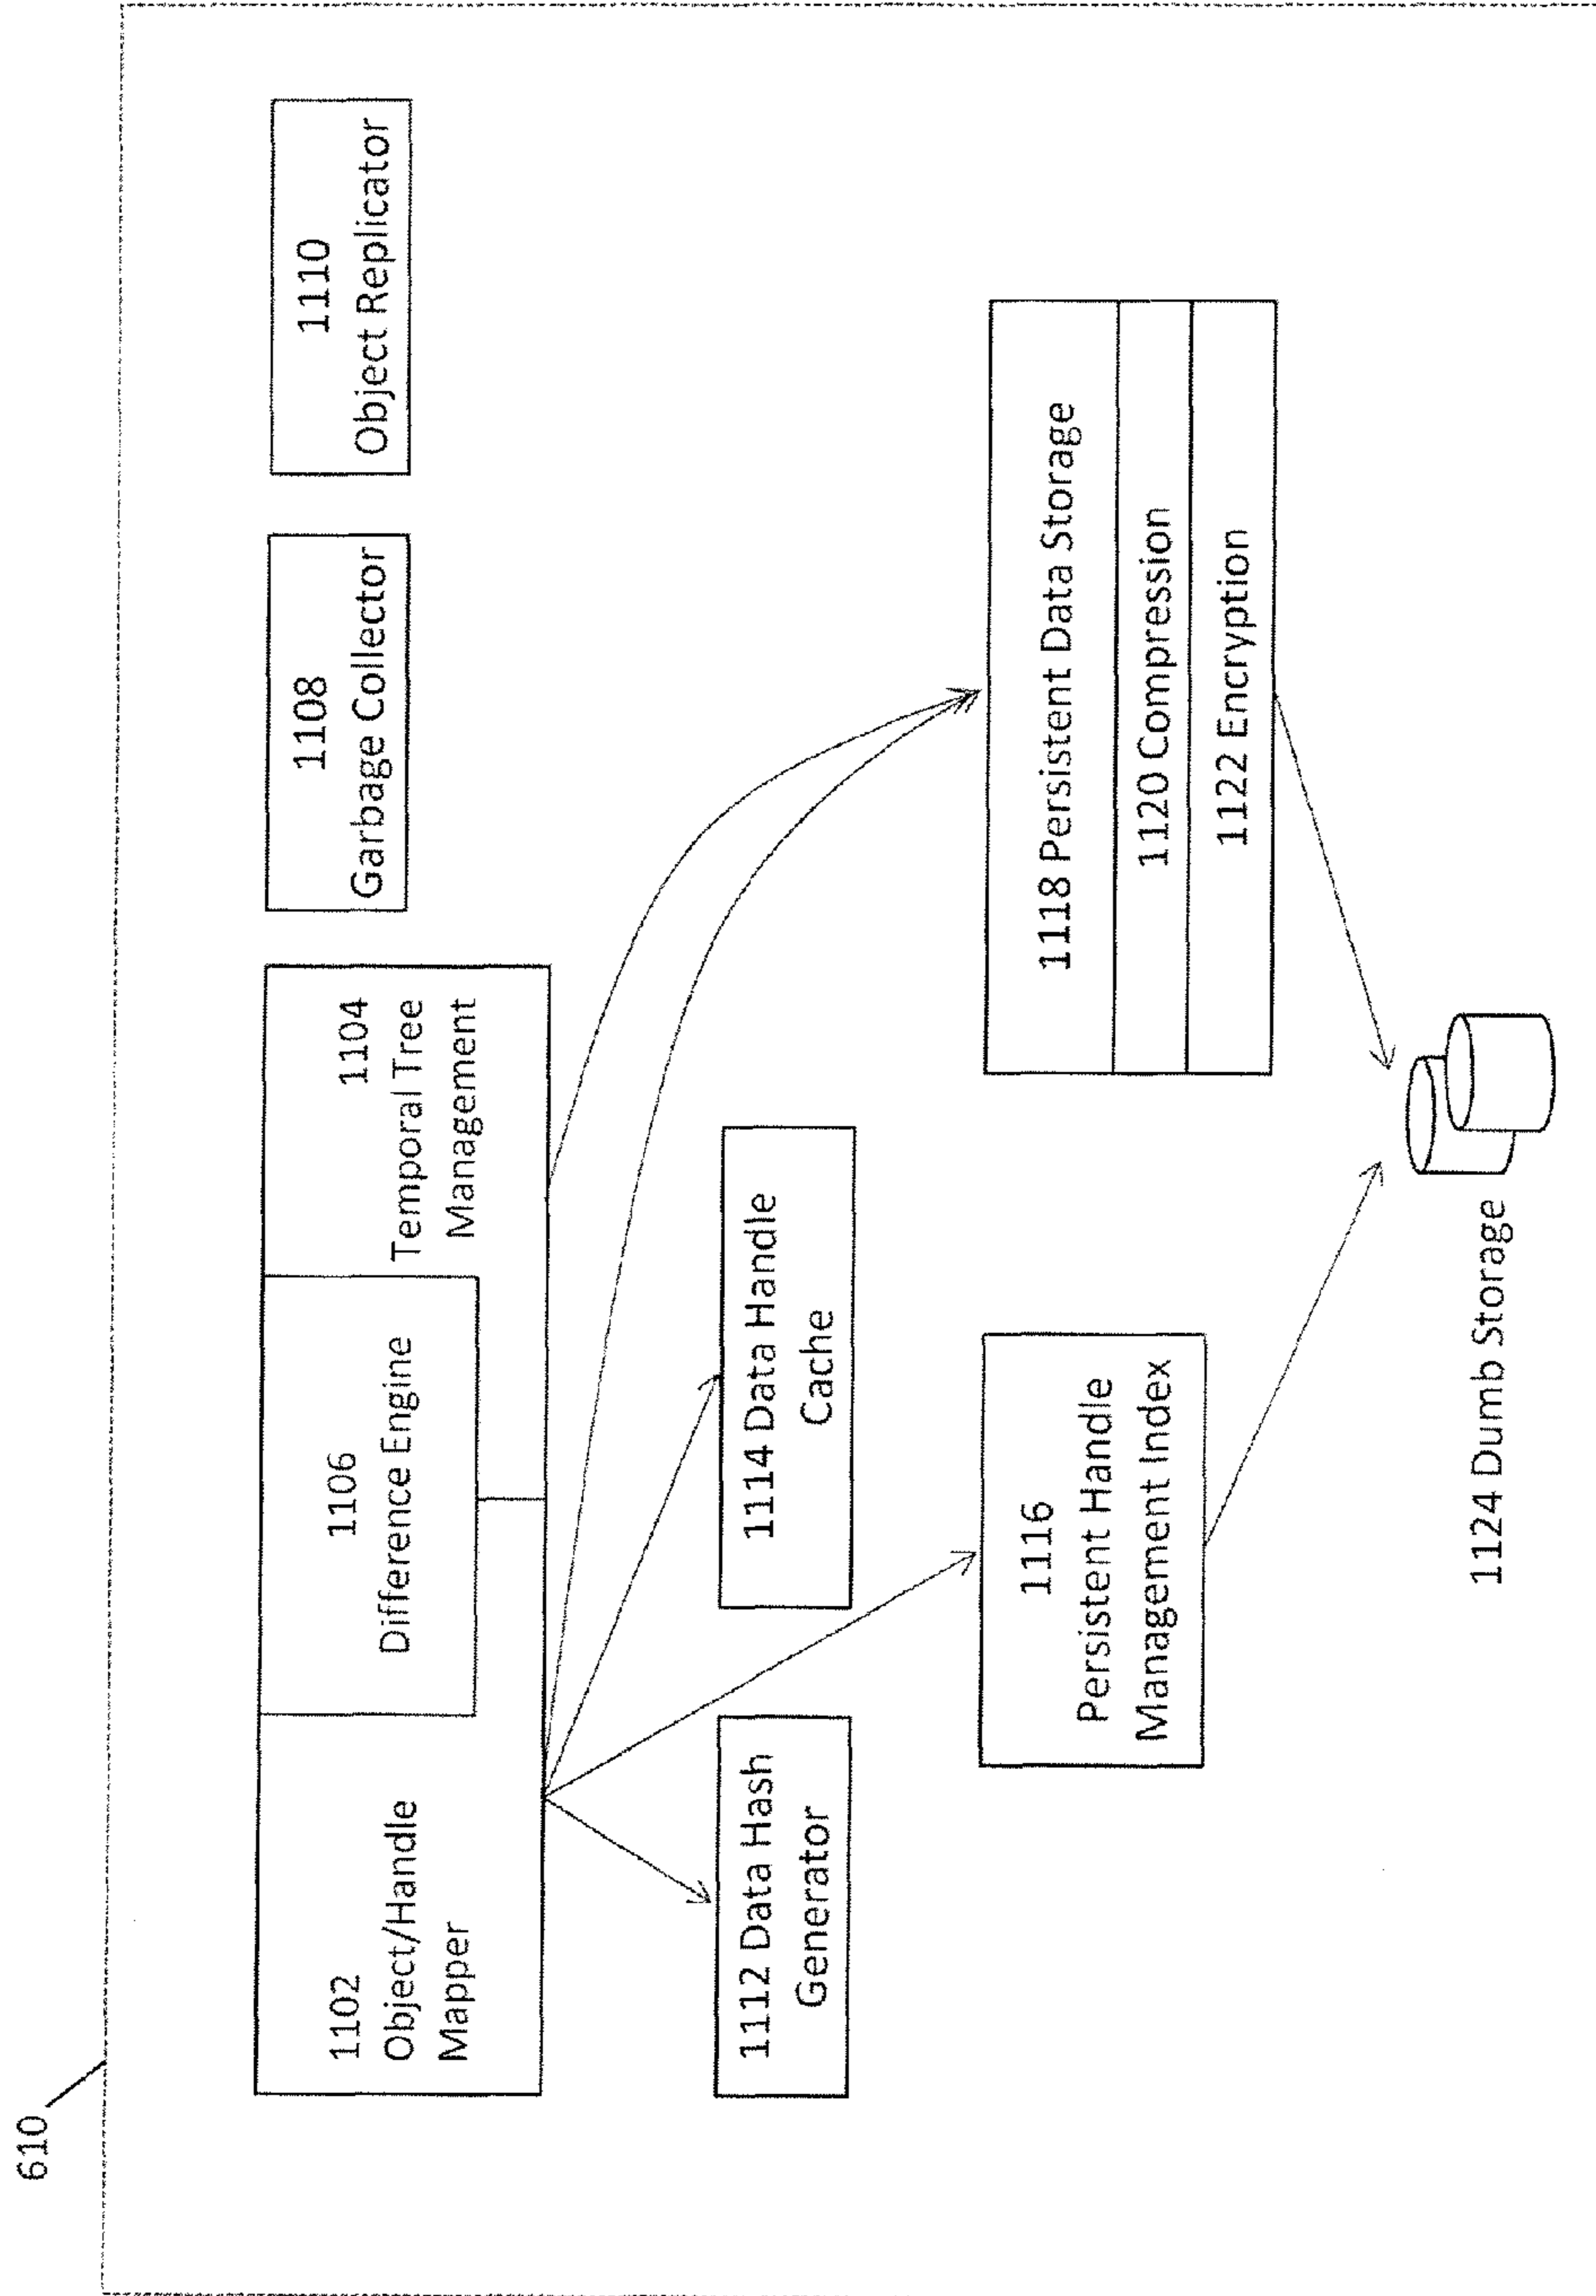 610
1102
Object/Handle
Mapper
1106
Difference Engine
1104
Temporal Tree
Management
1108
Garbage Collector
1110
Object Replicator
1112 Data Hash
Generator
1114 Data Handle
Cache
1116
Persistent Handle
Management Index
1118 Persistent Data Storage
1120 Compression
1122 Encryption
1124 Dumb Storage